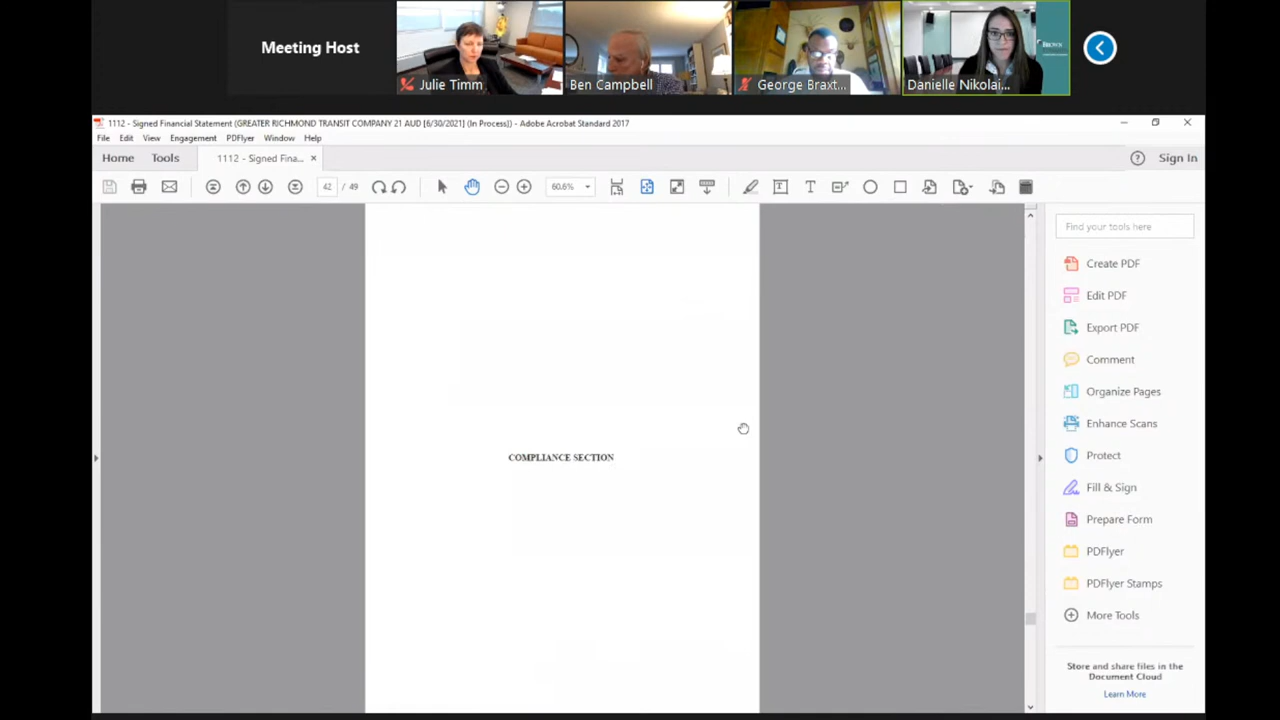 Meeting Host
Julie Timm
Ben Campbell
George Braxt...
Danielle Nikolai...
1112 - Signed Financial Statement (GREATER RICHMOND TRANSIT COMPANY 21 AUD [6/30/2021] (In Process)) - Adobe Acrobat Standard 2017
File Edit View Engagement PDFlyer Window Help
Home Tools 1112 - Signed Fina... × ? Sign In
42 / 49 60.6%
Find your tools here
Create PDF
Edit PDF
Export PDF
Comment
Organize Pages
Enhance Scans
COMPLIANCE SECTION
Protect
Fill & Sign
Prepare Form
PDFlyer
PDFlyer Stamps
More Tools
Store and share files in the
Document Cloud
Learn More